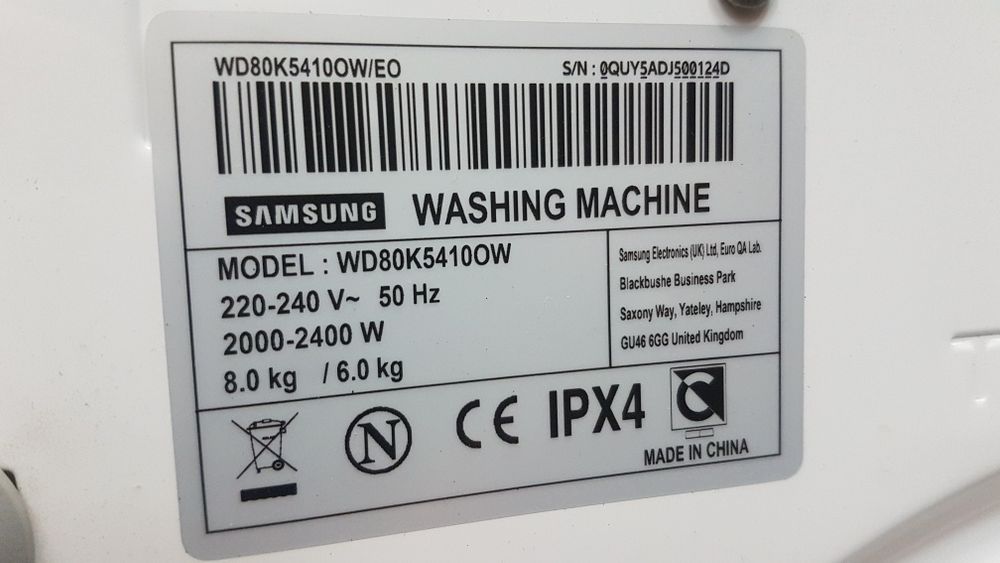 WD80K5410OW/EO S/N : 0QUY5ADJ500124D
SAMSUNG WASHING MACHINE
MODEL : WD80K5410OW
220-240 V~ 50 Hz
2000-2400 W
8.0 kg / 6.0 kg
Samsung Electronics (UK) Ltd, Euro QA Lab.
Blackbushe Business Park
Saxony Way, Yateley, Hampshire
GU46 6GG United Kingdom
N CE IPX4
MADE IN CHINA